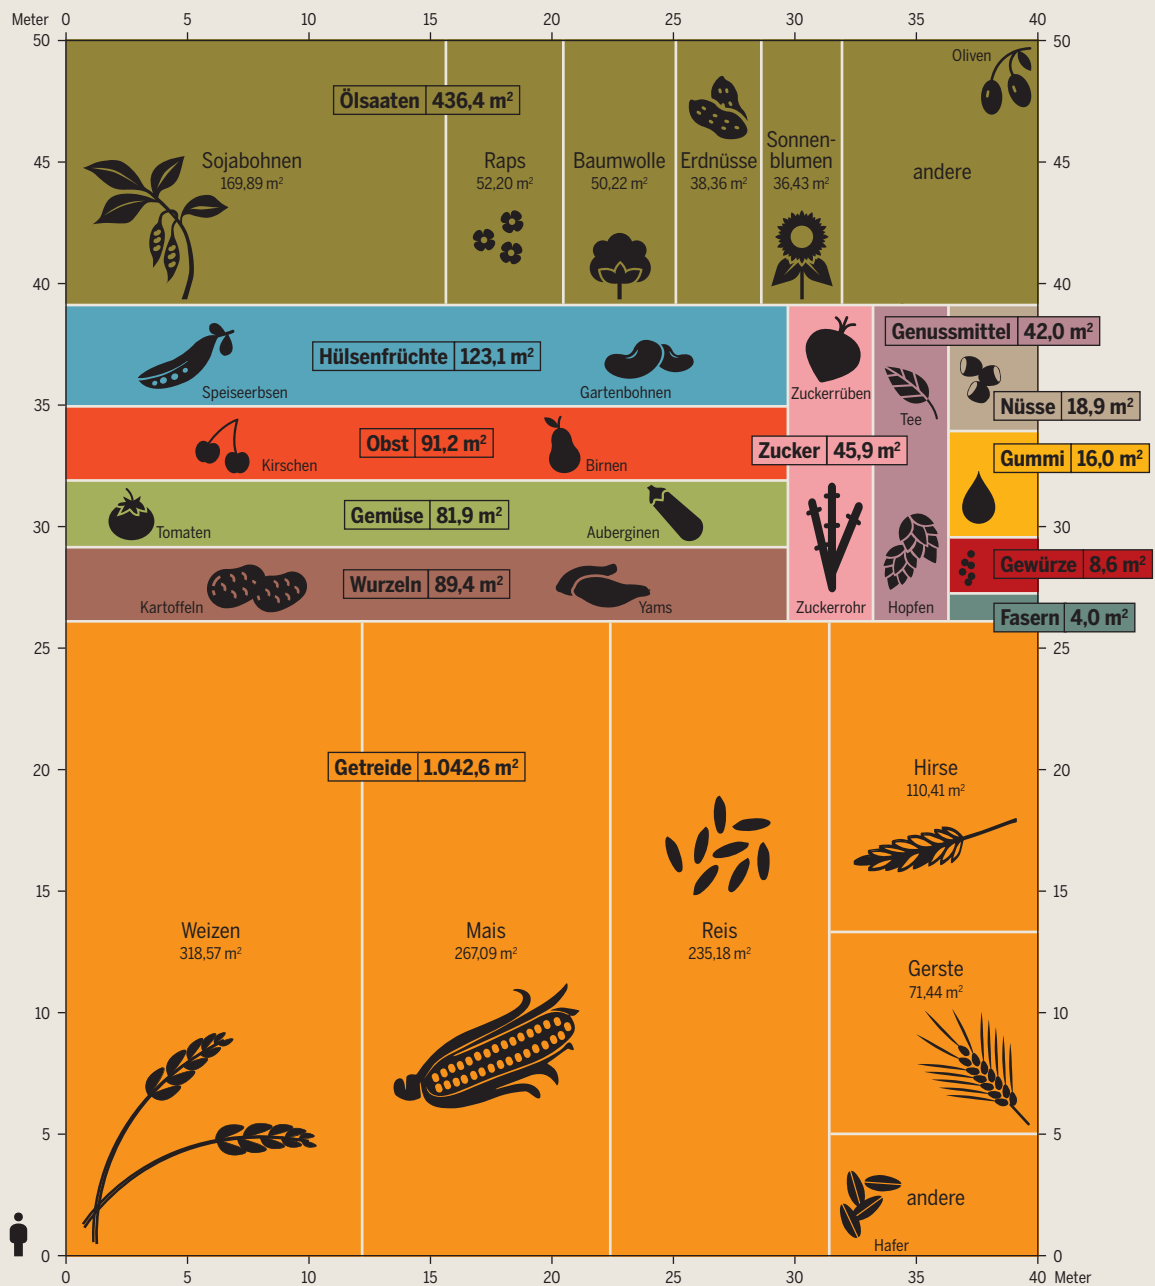 Meter 0 5 10 15 20 25 30 35 40
50 50
Oliven
Ölsaaten 436,4 m²
Sonnen-
Sojabohnen Raps Baumwolle Erdnüsse blumen
169,89 m² 52,20 m² 50,22 m² 38,36 m² 36,43 m²
45 andere 45
40 40
Genussmittel 42,0 m²
Hülsenfrüchte 123,1 m²
Speiseerbsen Gartenbohnen Zuckerrüben
35 Nüsse 18,9 m²
Tee
Obst 91,2 m²
Zucker 45,9 m²
Gummi 16,0 m²
Kirschen Birnen
Gemüse 81,9 m²
30 Tomaten Auberginen 30
Gewürze 8,6 m²
Wurzeln 89,4 m²
Kartoffeln Yams Zuckerrohr Hopfen
Fasern 4,0 m²
25 25
Getreide 1.042,6 m²
20 20
Hirse
110,41 m²
15 15
Weizen Mais Reis
318,57 m² 267,09 m² 235,18 m²
Gerste
71,44 m²
10 10
5 5
andere
Hafer
0 0
0 5 10 15 20 25 30 35 40 Meter